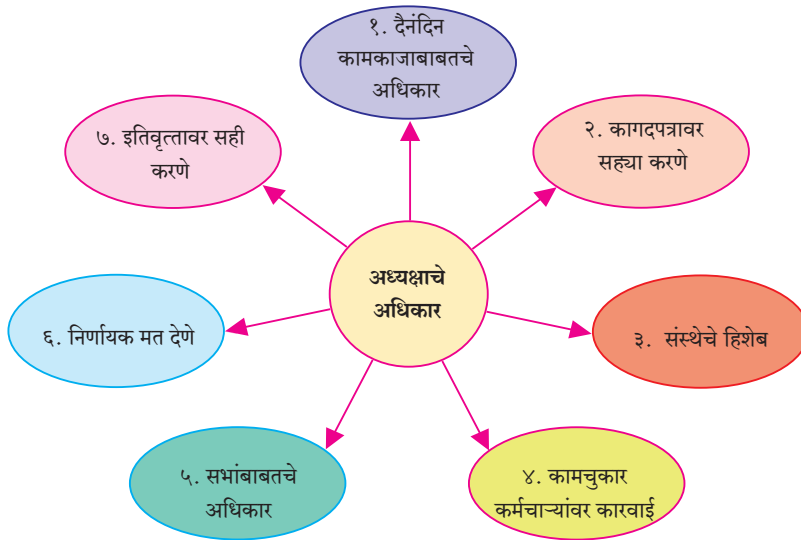 १. दैनंदिन
कामकाजाबाबतचे
अधिकार
२. कागदपत्रावर
सह्या करणे
३. संस्थेचे हिशेब
४. कामचुकार
कर्मचाऱ्यांवर कारवाई
५. सभांबाबतचे
अधिकार
६. निर्णायक मत देणे
७. इतिवृत्तावर सही
करणे
अध्यक्षाचे
अधिकार